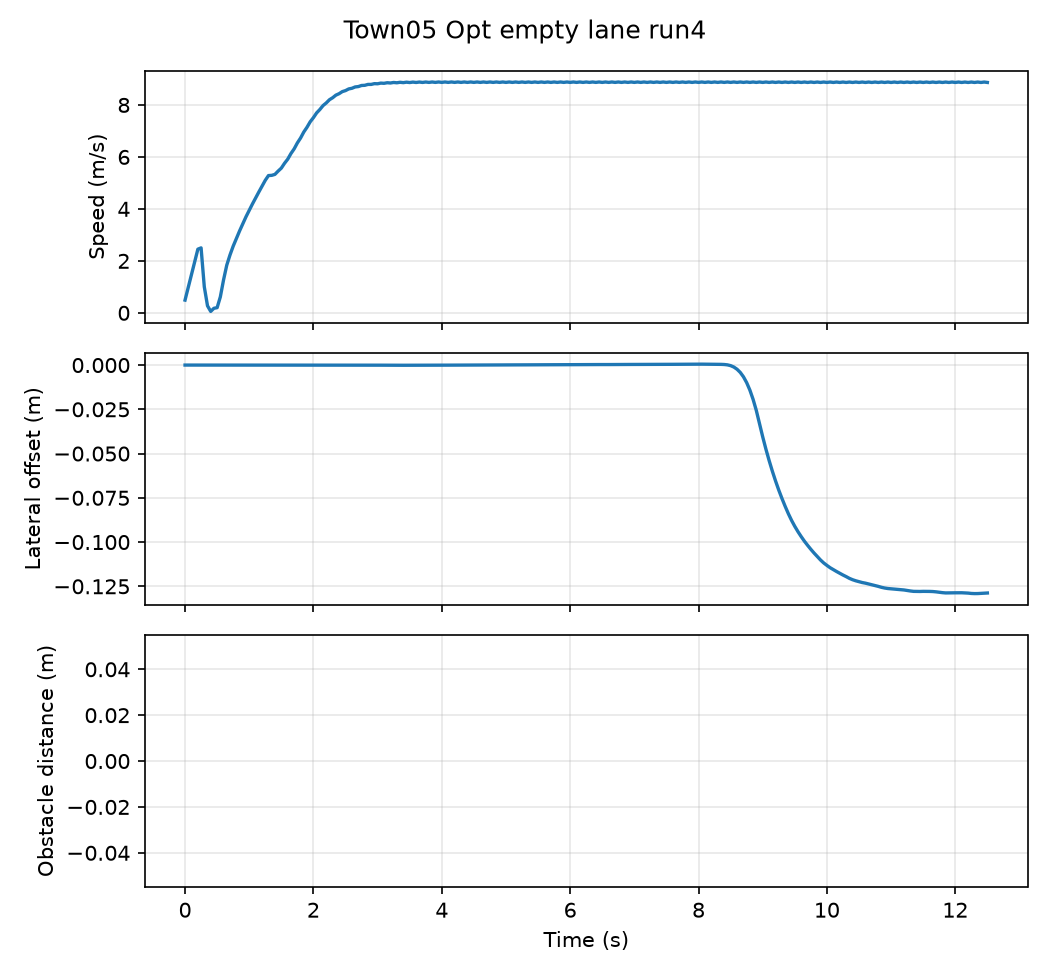 Town05 Opt empty lane run4
Speed (m/s)
8
6
4
2
0
Lateral offset (m)
0.000
−0.025
−0.050
−0.075
−0.100
−0.125
Obstacle distance (m)
0.04
0.02
0.00
−0.02
−0.04
0 2 4 6 8 10 12
Time (s)